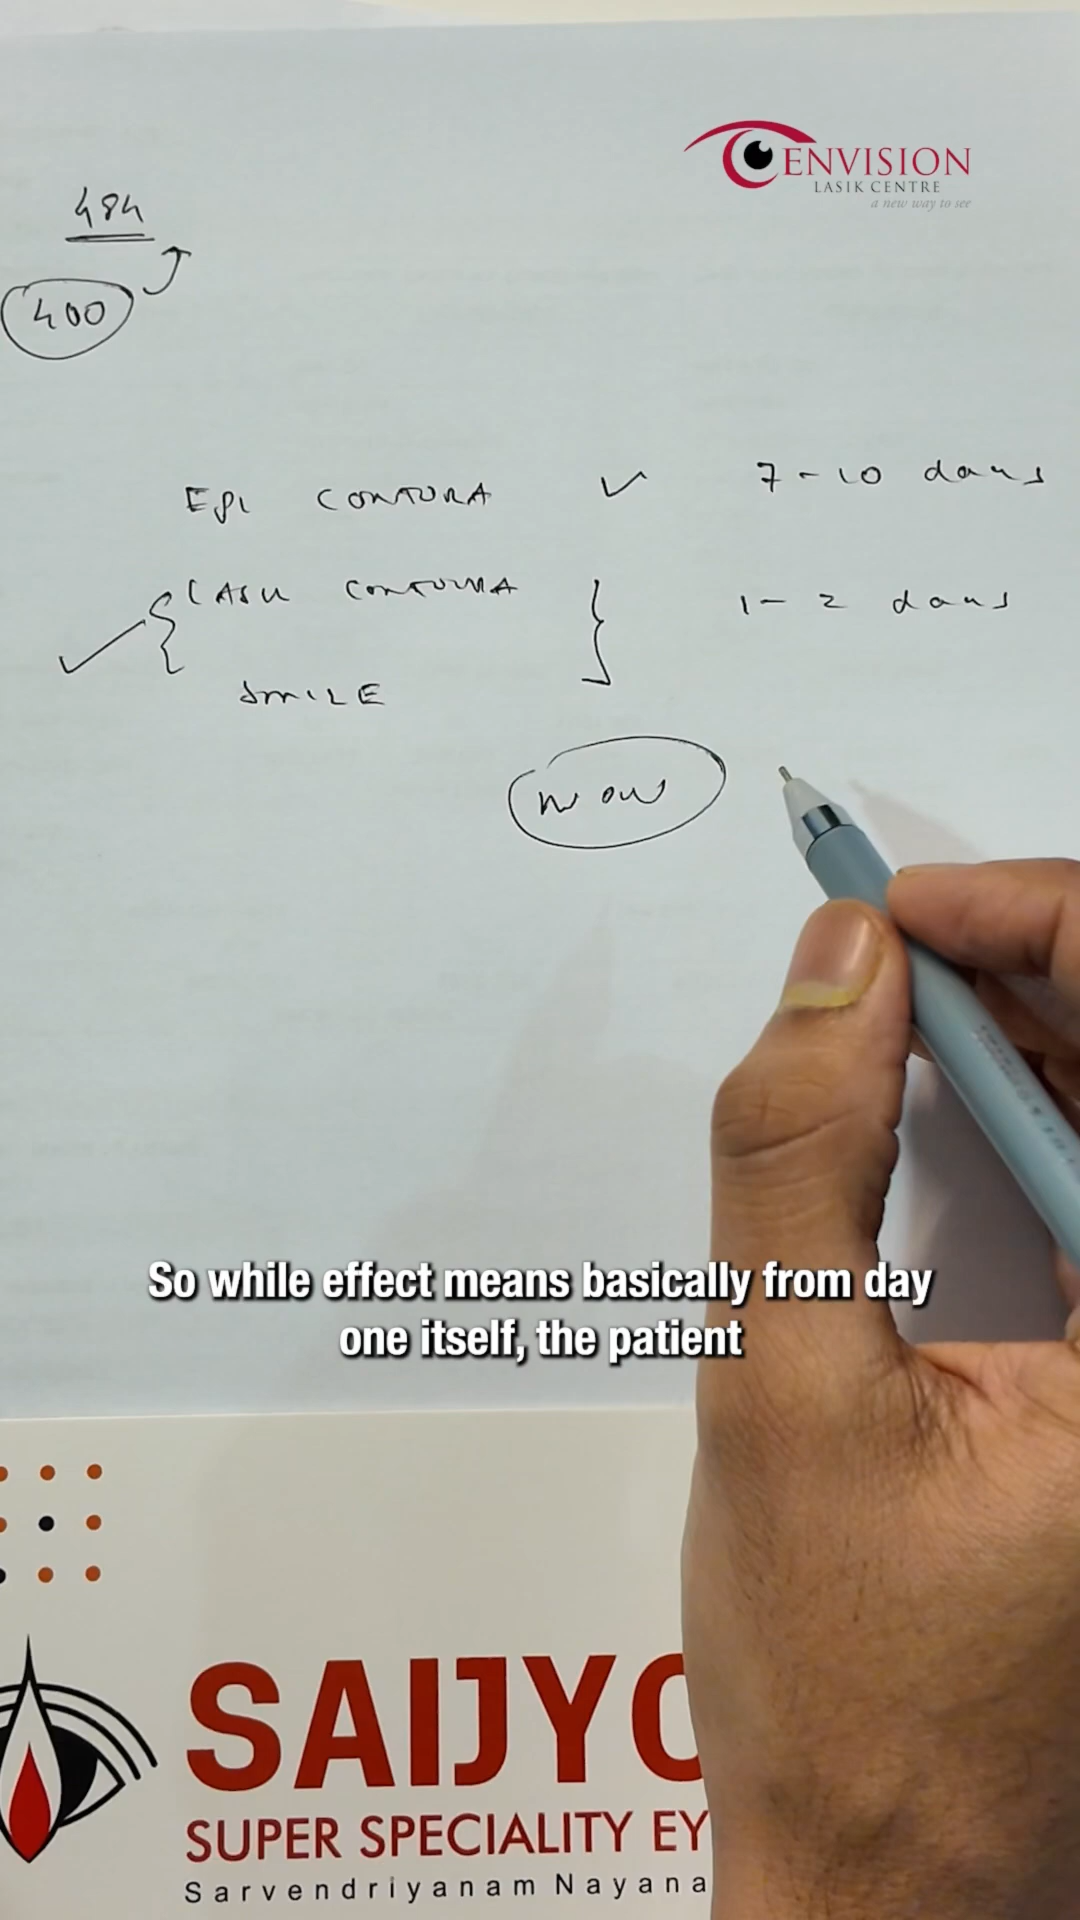 ENVISION
LASIK CENTRE
a new way to see
484
400
EPI CONTURA 7-10 days
LASIK CONTOURA 1-2 days
SMILE
WOW
So while effect means basically from day
one itself, the patient
SAIJYO
SUPER SPECIALITY EY
Sarvendriyanam Nayana